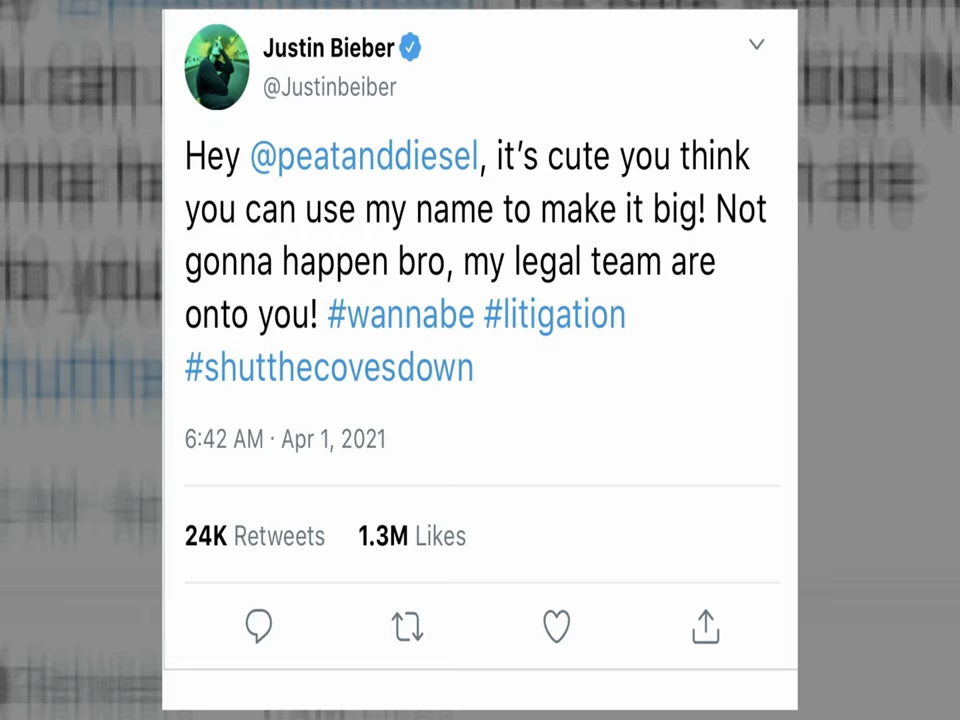 Justin Bieber
@Justinbeiber
Hey @peatanddiesel, it's cute you think
you can use my name to make it big! Not
gonna happen bro, my legal team are
onto you! #wannabe #litigation
#shutthecovesdown
6:42 AM · Apr 1, 2021
24K Retweets 1.3M Likes